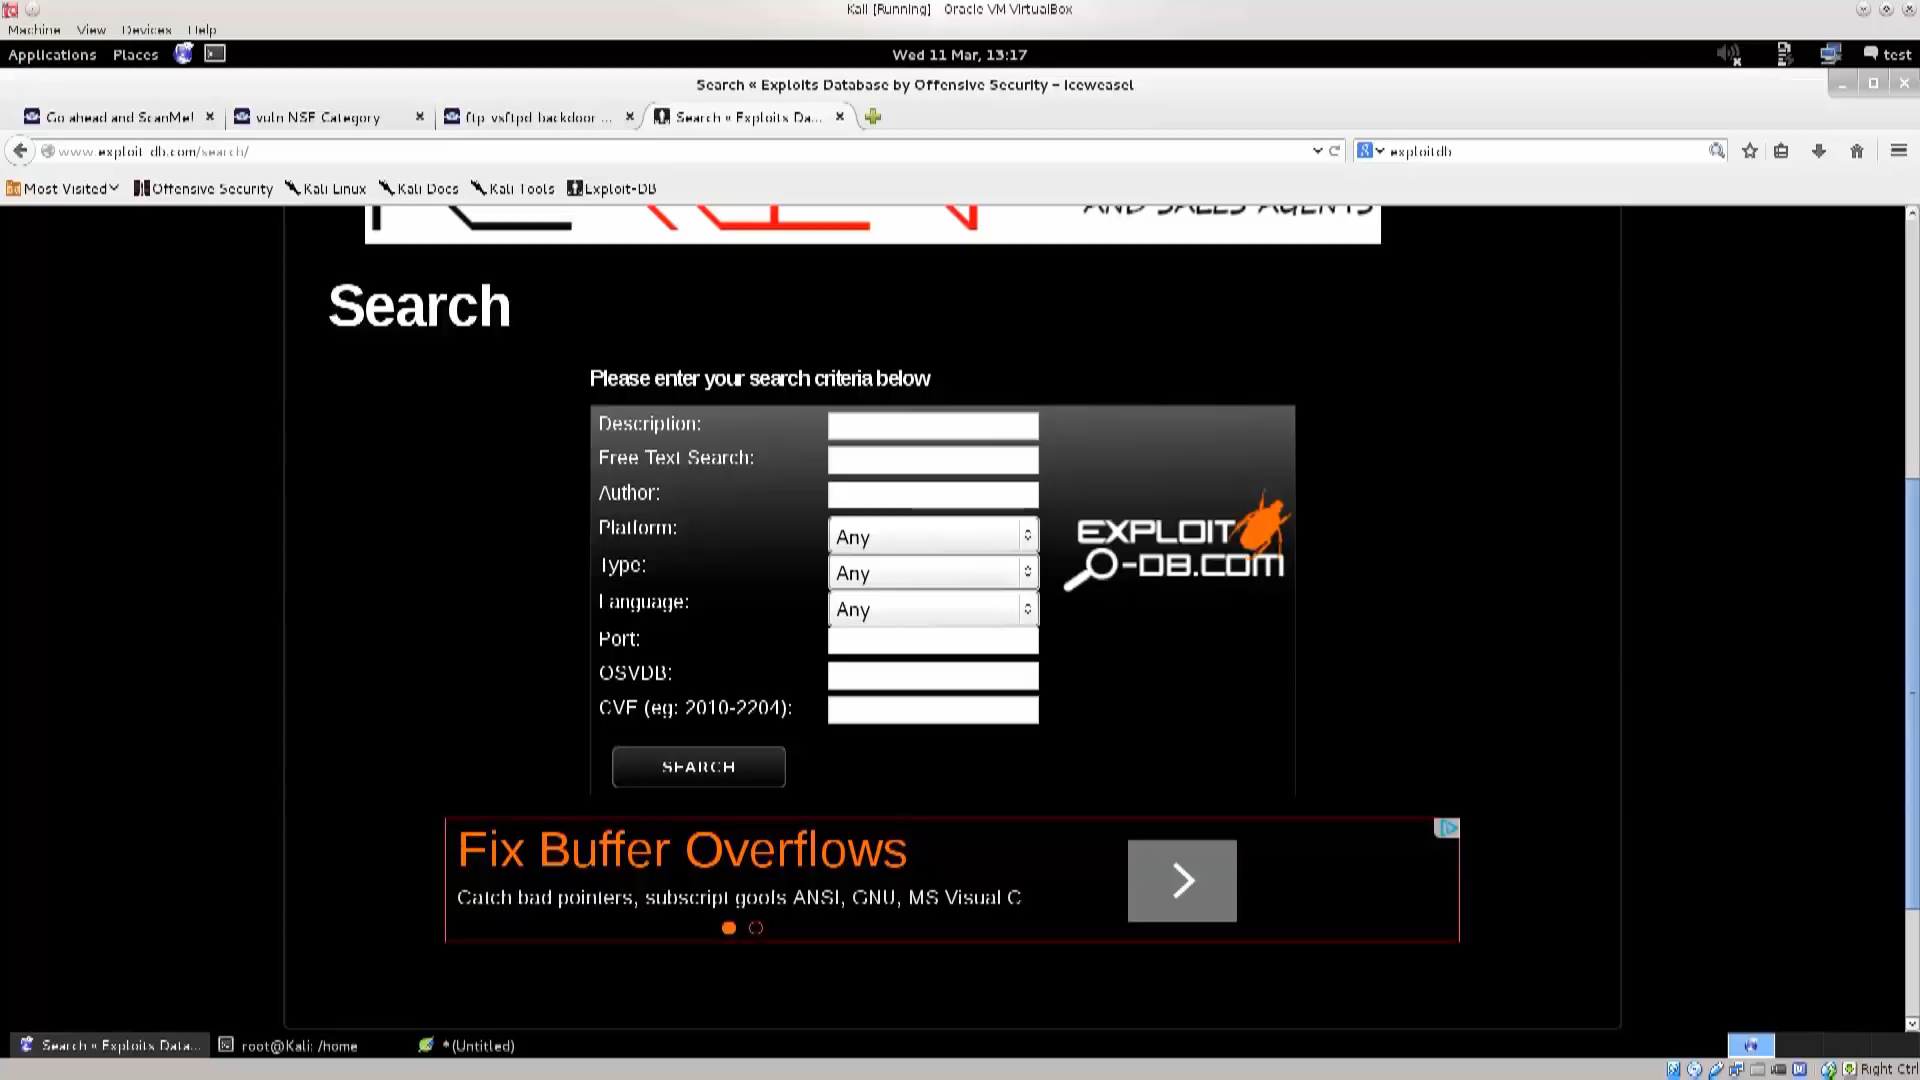 Kali [Running] Oracle VM VirtualBox
Machine View Devices Help
Applications Places Wed 11 Mar, 13:17 test
Search « Exploits Database by Offensive Security – Iceweasel
Go ahead and ScanMe! vuln NSE Category ftp-vsftpd-backdoor ... Search « Exploits Da...
www.exploit-db.com/search/ exploitdb
Most Visited Offensive Security Kali Linux Kali Docs Kali Tools Exploit-DB
AND SALES AGENTS
Search
Please enter your search criteria below
Description:
Free Text Search:
Author:
Platform: Any
Type: Any
Language: Any
Port:
OSVDB:
CVE (eg: 2010-2204):
EXPLOIT
-DB.COM
SEARCH
Fix Buffer Overflows
Catch bad pointers, subscript goofs ANSI, GNU, MS Visual C
Search « Exploits Data... root@Kali: /home *(Untitled)
Right Ctrl